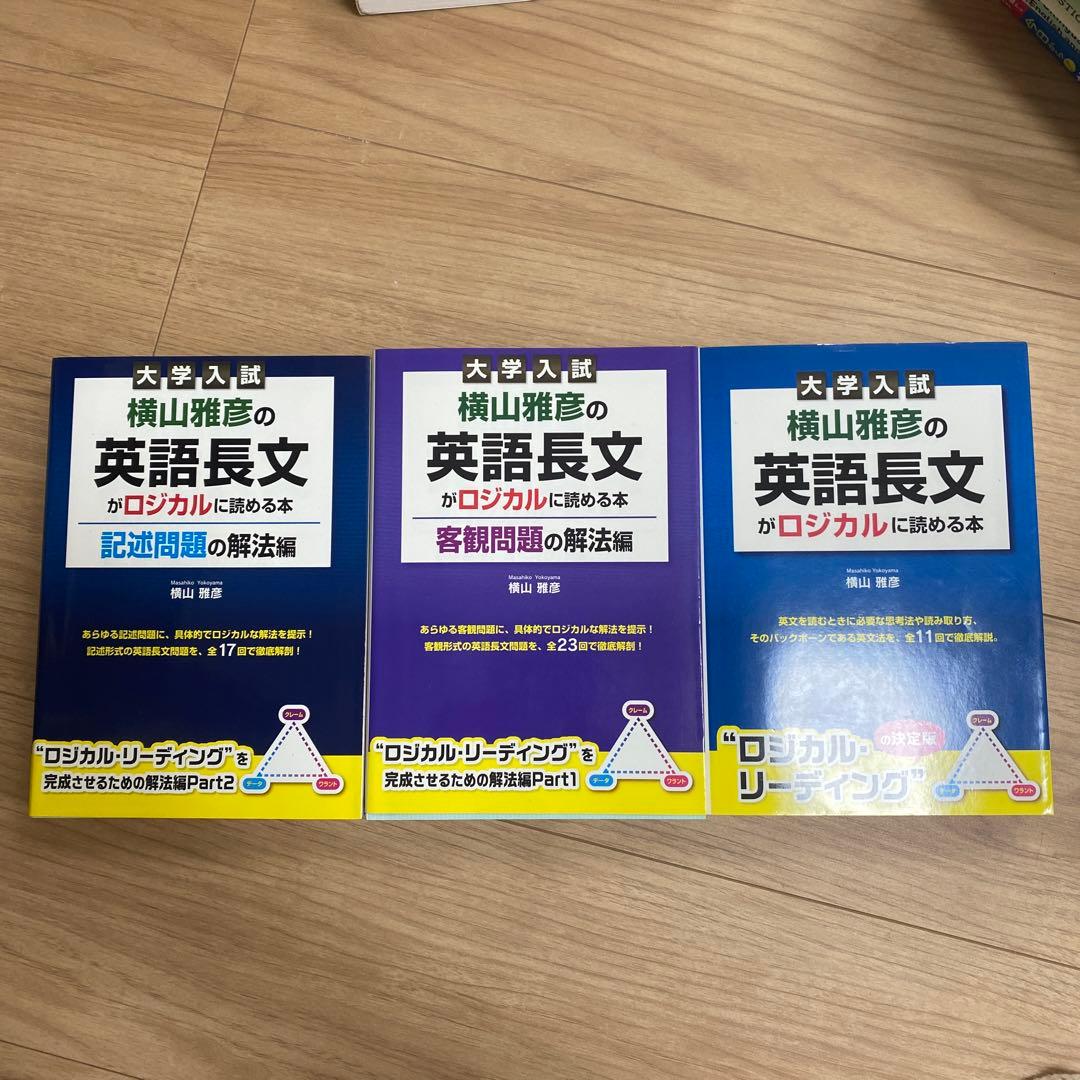 大学入試
横山雅彦の
英語長文
がロジカルに読める本
記述問題の解法編
Masahiko Yokoyama
横山 雅彦
あらゆる記述問題に、具体的でロジカルな解法を提示！
記述形式の英語長文問題を、全17回で徹底解剖！
クレーム
データ
ワラント
“ロジカル・リーディング”を
完成させるための解法編Part2
大学入試
横山雅彦の
英語長文
がロジカルに読める本
客観問題の解法編
Masahiko Yokoyama
横山 雅彦
あらゆる客観問題に、具体的でロジカルな解法を提示！
客観形式の英語長文問題を、全23回で徹底解剖！
クレーム
データ
ワラント
“ロジカル・リーディング”を
完成させるための解法編Part1
大学入試
横山雅彦の
英語長文
がロジカルに読める本
Masahiko Yokoyama
横山 雅彦
英文を読むときに必要な思考法や読み取り方、
そのバックボーンである英文法を、全11回で徹底解説。
クレーム
データ
ワラント
“ロジカル・
リーディング”
の決定版